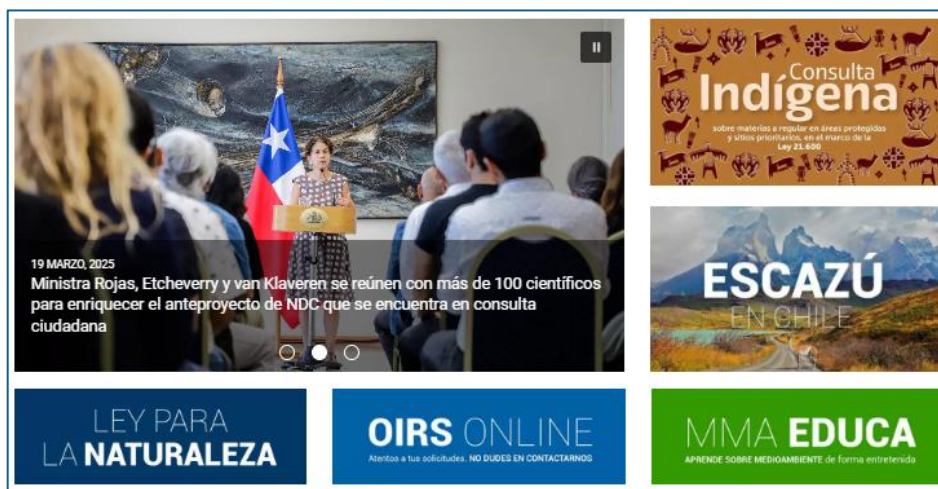 19 MARZO, 2025
Ministra Rojas, Etcheverry y van Klaveren se reúnen con más de 100 científicos
para enriquecer el anteproyecto de NDC que se encuentra en consulta
ciudadana
Consulta
Indígena
sobre materias a regular en áreas protegidas
y sitios prioritarios, en el marco de la
Ley 21.600
ESCAZÚ
EN CHILE
LEY PARA
LA NATURALEZA
OIRS ONLINE
Atentos a tus solicitudes. NO DUDES EN CONTACTARNOS
MMA EDUCA
APRENDE SOBRE MEDIOAMBIENTE de forma entretenida